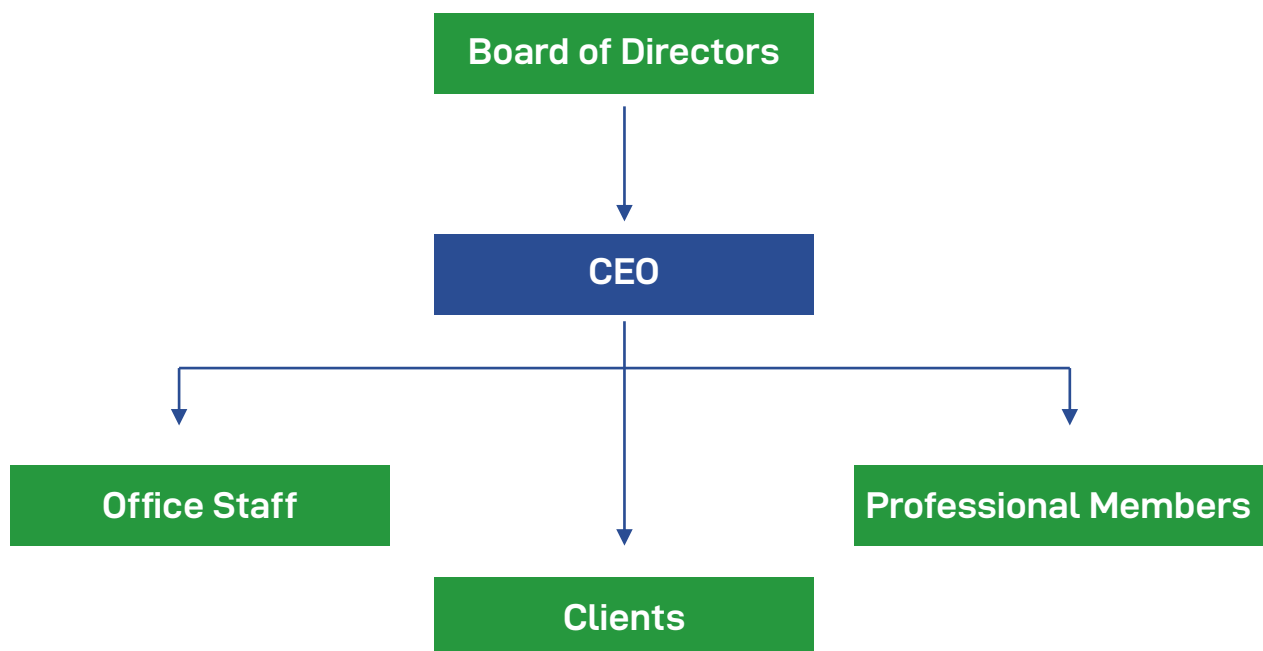 Board of Directors
CEO
Office Staff
Professional Members
Clients